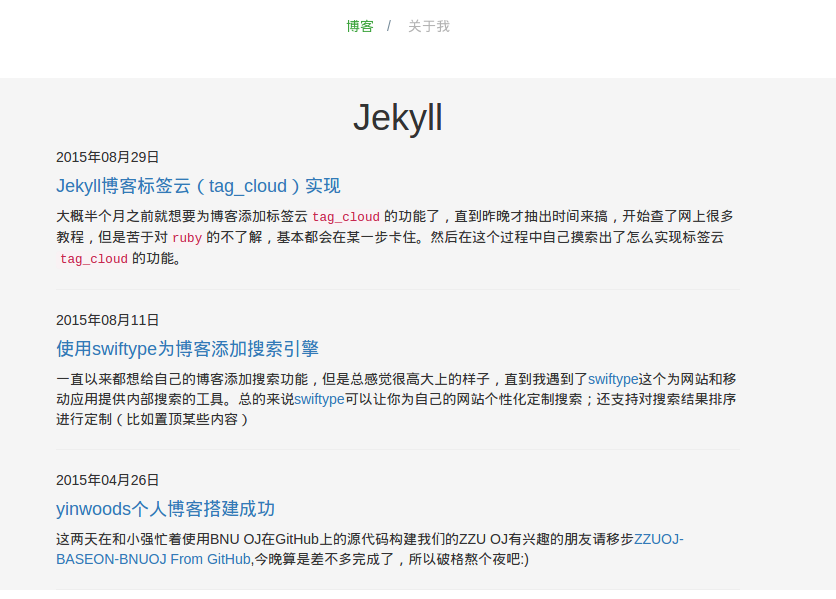 博客 / 关于我
Jekyll
2015年08月29日
Jekyll博客标签云（tag_cloud）实现
大概半个月之前就想要为博客添加标签云 tag_cloud 的功能了，直到昨晚才抽出时间来搞，开始查了网上很多
教程，但是苦于对 ruby 的不了解，基本都会在某一步卡住。然后在这个过程中自己摸索出了怎么实现标签云
tag_cloud 的功能。
2015年08月11日
使用swiftype为博客添加搜索引擎
一直以来都想给自己的博客添加搜索功能，但是总感觉很高大上的样子，直到我遇到了swiftype这个为网站和移
动应用提供内部搜索的工具。总的来说swiftype可以让你为自己的网站个性化定制搜索；还支持对搜索结果排序
进行定制（比如置顶某些内容）
2015年04月26日
yinwoods个人博客搭建成功
这两天在和小强忙着使用BNU OJ在GitHub上的源代码构建我们的ZZU OJ有兴趣的朋友请移步ZZUOJ-
BASEON-BNUOJ From GitHub,今晚算是差不多完成了，所以破格熬个夜吧:)